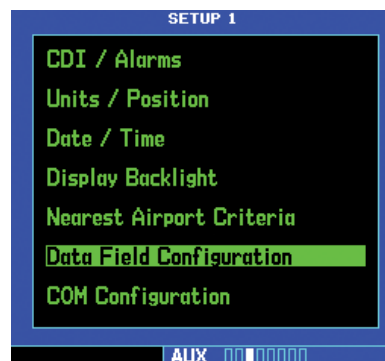 SETUP 1
CDI / Alarms
Units / Position
Date / Time
Display Backlight
Nearest Airport Criteria
Data Field Configuration
COM Configuration
AUX